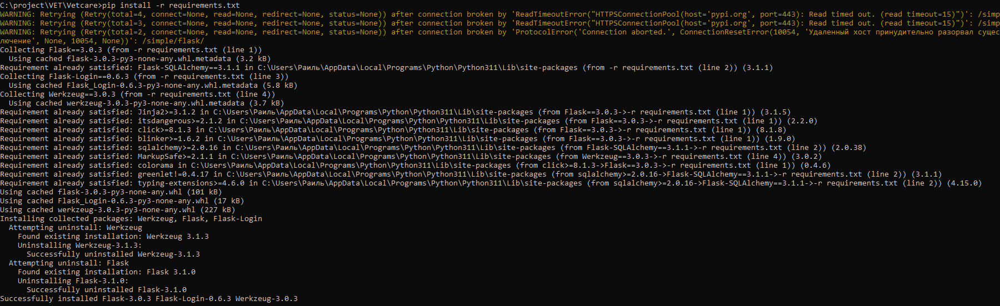 C:\project\VET\Vetcare>pip install -r requirements.txt
WARNING: Retrying (Retry(total=4, connect=None, read=None, redirect=None, status=None)) after connection broken by 'ReadTimeoutError("HTTPSConnectionPool(host='pypi.org', port=443): Read timed out. (read timeout=15)")': /simp
WARNING: Retrying (Retry(total=3, connect=None, read=None, redirect=None, status=None)) after connection broken by 'ReadTimeoutError("HTTPSConnectionPool(host='pypi.org', port=443): Read timed out. (read timeout=15)")': /simp
WARNING: Retrying (Retry(total=2, connect=None, read=None, redirect=None, status=None)) after connection broken by 'ProtocolError('Connection aborted.', ConnectionResetError(10054, 'Удаленный хост принудительно разорвал сущес
лючение', None, 10054, None))': /simple/flask/
Collecting Flask==3.0.3 (from -r requirements.txt (line 1))
  Using cached flask-3.0.3-py3-none-any.whl.metadata (3.2 kB)
Requirement already satisfied: Flask-SQLAlchemy==3.1.1 in C:\Users\Раиль\AppData\Local\Programs\Python\Python311\Lib\site-packages (from -r requirements.txt (line 2)) (3.1.1)
Collecting Flask-Login==0.6.3 (from -r requirements.txt (line 3))
  Using cached Flask_Login-0.6.3-py3-none-any.whl.metadata (5.8 kB)
Collecting Werkzeug==3.0.3 (from -r requirements.txt (line 4))
  Using cached werkzeug-3.0.3-py3-none-any.whl.metadata (3.7 kB)
Requirement already satisfied: Jinja2>=3.1.2 in C:\Users\Раиль\AppData\Local\Programs\Python\Python311\Lib\site-packages (from Flask==3.0.3->-r requirements.txt (line 1)) (3.1.5)
Requirement already satisfied: itsdangerous>=2.1.2 in C:\Users\Раиль\AppData\Local\Programs\Python\Python311\Lib\site-packages (from Flask==3.0.3->-r requirements.txt (line 1)) (2.2.0)
Requirement already satisfied: click>=8.1.3 in C:\Users\Раиль\AppData\Local\Programs\Python\Python311\Lib\site-packages (from Flask==3.0.3->-r requirements.txt (line 1)) (8.1.8)
Requirement already satisfied: blinker>=1.6.2 in C:\Users\Раиль\AppData\Local\Programs\Python\Python311\Lib\site-packages (from Flask==3.0.3->-r requirements.txt (line 1)) (1.9.0)
Requirement already satisfied: sqlalchemy>=2.0.16 in C:\Users\Раиль\AppData\Local\Programs\Python\Python311\Lib\site-packages (from Flask-SQLAlchemy==3.1.1->-r requirements.txt (line 2)) (2.0.38)
Requirement already satisfied: MarkupSafe>=2.1.1 in C:\Users\Раиль\AppData\Local\Programs\Python\Python311\Lib\site-packages (from Werkzeug==3.0.3->-r requirements.txt (line 4)) (3.0.2)
Requirement already satisfied: colorama in C:\Users\Раиль\AppData\Local\Programs\Python\Python311\Lib\site-packages (from click>=8.1.3->Flask==3.0.3->-r requirements.txt (line 1)) (0.4.6)
Requirement already satisfied: greenlet!=0.4.17 in C:\Users\Раиль\AppData\Local\Programs\Python\Python311\Lib\site-packages (from sqlalchemy>=2.0.16->Flask-SQLAlchemy==3.1.1->-r requirements.txt (line 2)) (3.1.1)
Requirement already satisfied: typing-extensions>=4.6.0 in C:\Users\Раиль\AppData\Local\Programs\Python\Python311\Lib\site-packages (from sqlalchemy>=2.0.16->Flask-SQLAlchemy==3.1.1->-r requirements.txt (line 2)) (4.15.0)
Using cached flask-3.0.3-py3-none-any.whl (101 kB)
Using cached Flask_Login-0.6.3-py3-none-any.whl (17 kB)
Using cached werkzeug-3.0.3-py3-none-any.whl (227 kB)
Installing collected packages: Werkzeug, Flask, Flask-Login
  Attempting uninstall: Werkzeug
    Found existing installation: Werkzeug 3.1.3
    Uninstalling Werkzeug-3.1.3:
      Successfully uninstalled Werkzeug-3.1.3
  Attempting uninstall: Flask
    Found existing installation: Flask 3.1.0
    Uninstalling Flask-3.1.0:
      Successfully uninstalled Flask-3.1.0
Successfully installed Flask-3.0.3 Flask-Login-0.6.3 Werkzeug-3.0.3